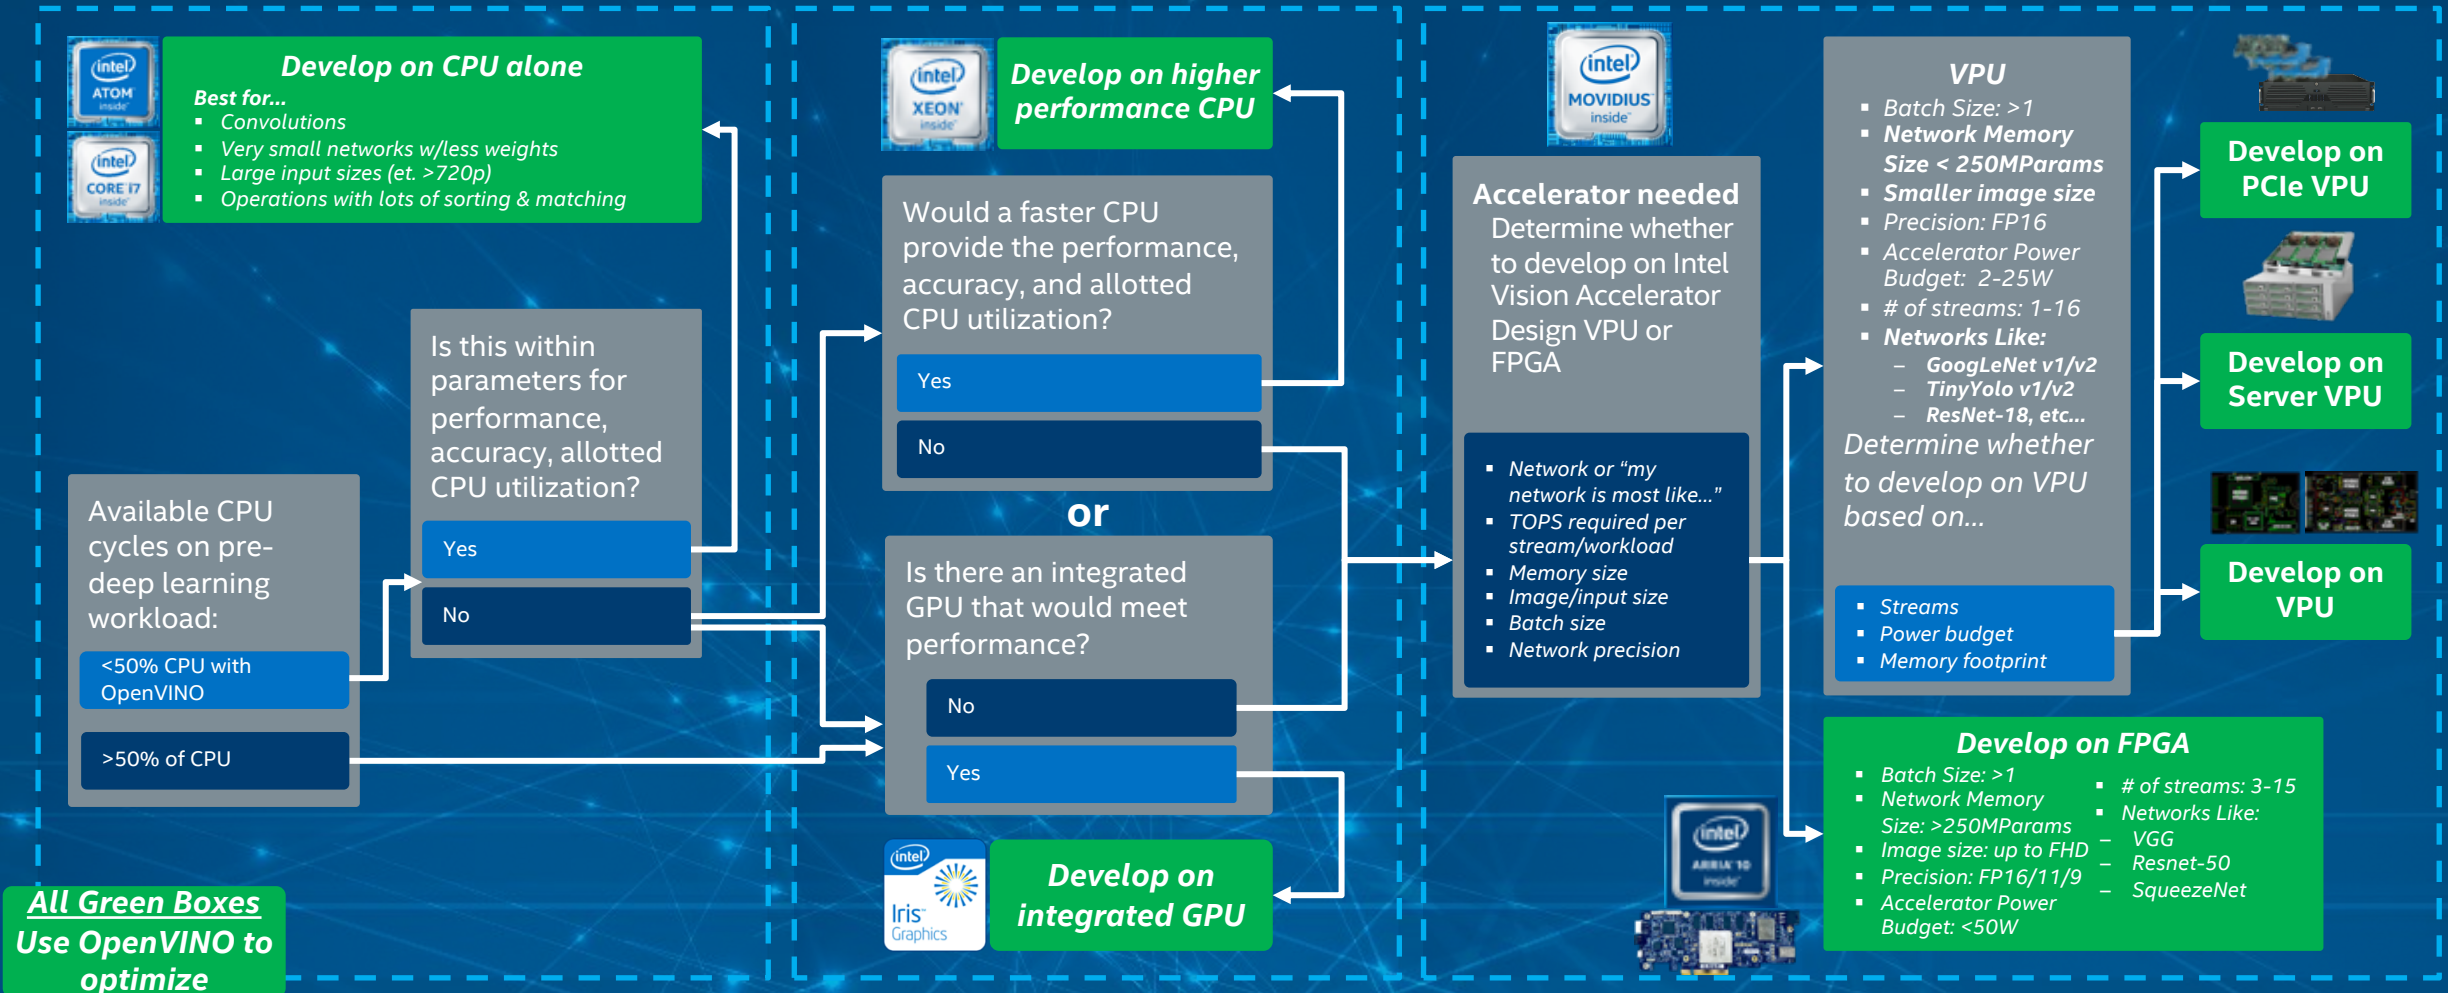 intel
ATOM
inside
intel
CORE i7
inside
Develop on CPU alone
Best for...
▪ Convolutions
▪ Very small networks w/less weights
▪ Large input sizes (et. >720p)
▪ Operations with lots of sorting & matching
Available CPU
cycles on pre-
deep learning
workload:
<50% CPU with
OpenVINO
>50% of CPU
Is this within
parameters for
performance,
accuracy, allotted
CPU utilization?
Yes
No
All Green Boxes
Use OpenVINO to
optimize
intel
XEON
inside
Develop on higher
performance CPU
Would a faster CPU
provide the performance,
accuracy, and allotted
CPU utilization?
Yes
No
or
Is there an integrated
GPU that would meet
performance?
No
Yes
intel
Iris™
Graphics
Develop on
integrated GPU
intel
MOVIDIUS
inside
Accelerator needed
Determine whether
to develop on Intel
Vision Accelerator
Design VPU or
FPGA
▪ Network or “my
network is most like...”
▪ TOPS required per
stream/workload
▪ Memory size
▪ Image/input size
▪ Batch size
▪ Network precision
VPU
▪ Batch Size: >1
▪ Network Memory
Size < 250MParams
▪ Smaller image size
▪ Precision: FP16
▪ Accelerator Power
Budget: 2-25W
▪ # of streams: 1-16
▪ Networks Like:
– GoogLeNet v1/v2
– TinyYolo v1/v2
– ResNet-18, etc...
Determine whether
to develop on VPU
based on...
▪ Streams
▪ Power budget
▪ Memory footprint
Develop on
PCIe VPU
Develop on
Server VPU
Develop on
VPU
intel
ARRIA 10
inside
Develop on FPGA
▪ Batch Size: >1
▪ Network Memory
Size: >250MParams
▪ Image size: up to FHD
▪ Precision: FP16/11/9
▪ Accelerator Power
Budget: <50W
▪ # of streams: 3-15
▪ Networks Like:
– VGG
– Resnet-50
– SqueezeNet